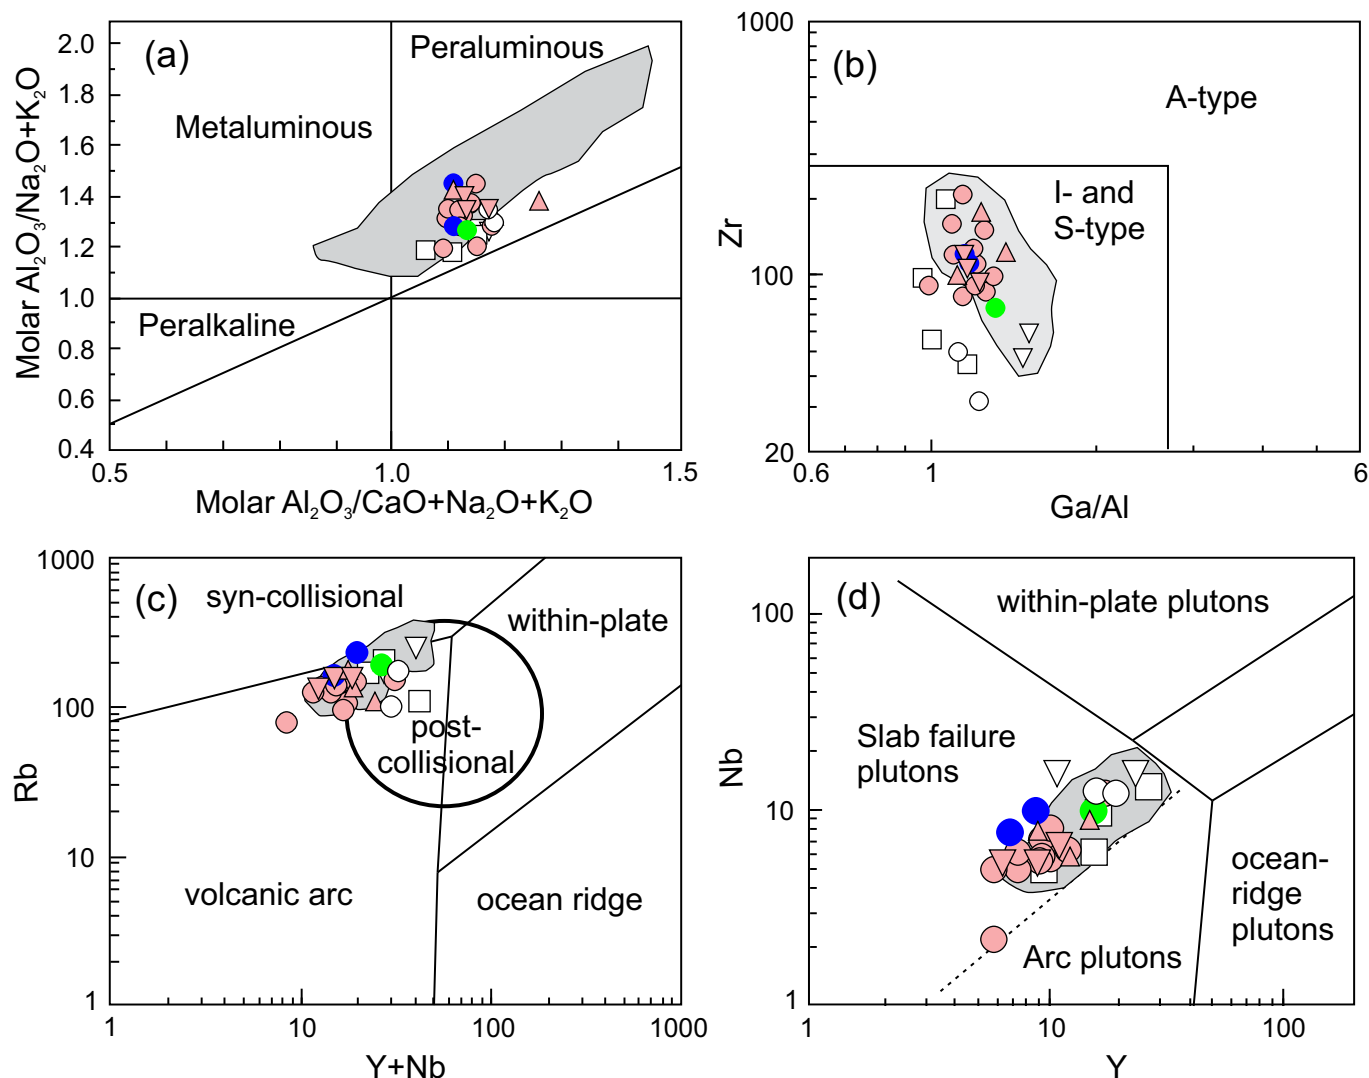 (a)
Peraluminous
Metaluminous
Peralkaline
2.0
1.8
1.6
1.4
1.2
1.0
0.8
0.6
0.4
0.5
1.0
1.5
Molar Al₂O₃/Na₂O+K₂O
Molar Al₂O₃/CaO+Na₂O+K₂O
(b)
A-type
I- and
S-type
1000
100
20
0.6
1
6
Zr
Ga/Al
(c)
syn-collisional
within-plate
post-
collisional
volcanic arc
ocean ridge
1000
100
10
1
1
10
100
1000
Rb
Y+Nb
(d)
within-plate plutons
Slab failure
plutons
ocean-
ridge
plutons
Arc plutons
100
10
1
1
10
100
Nb
Y